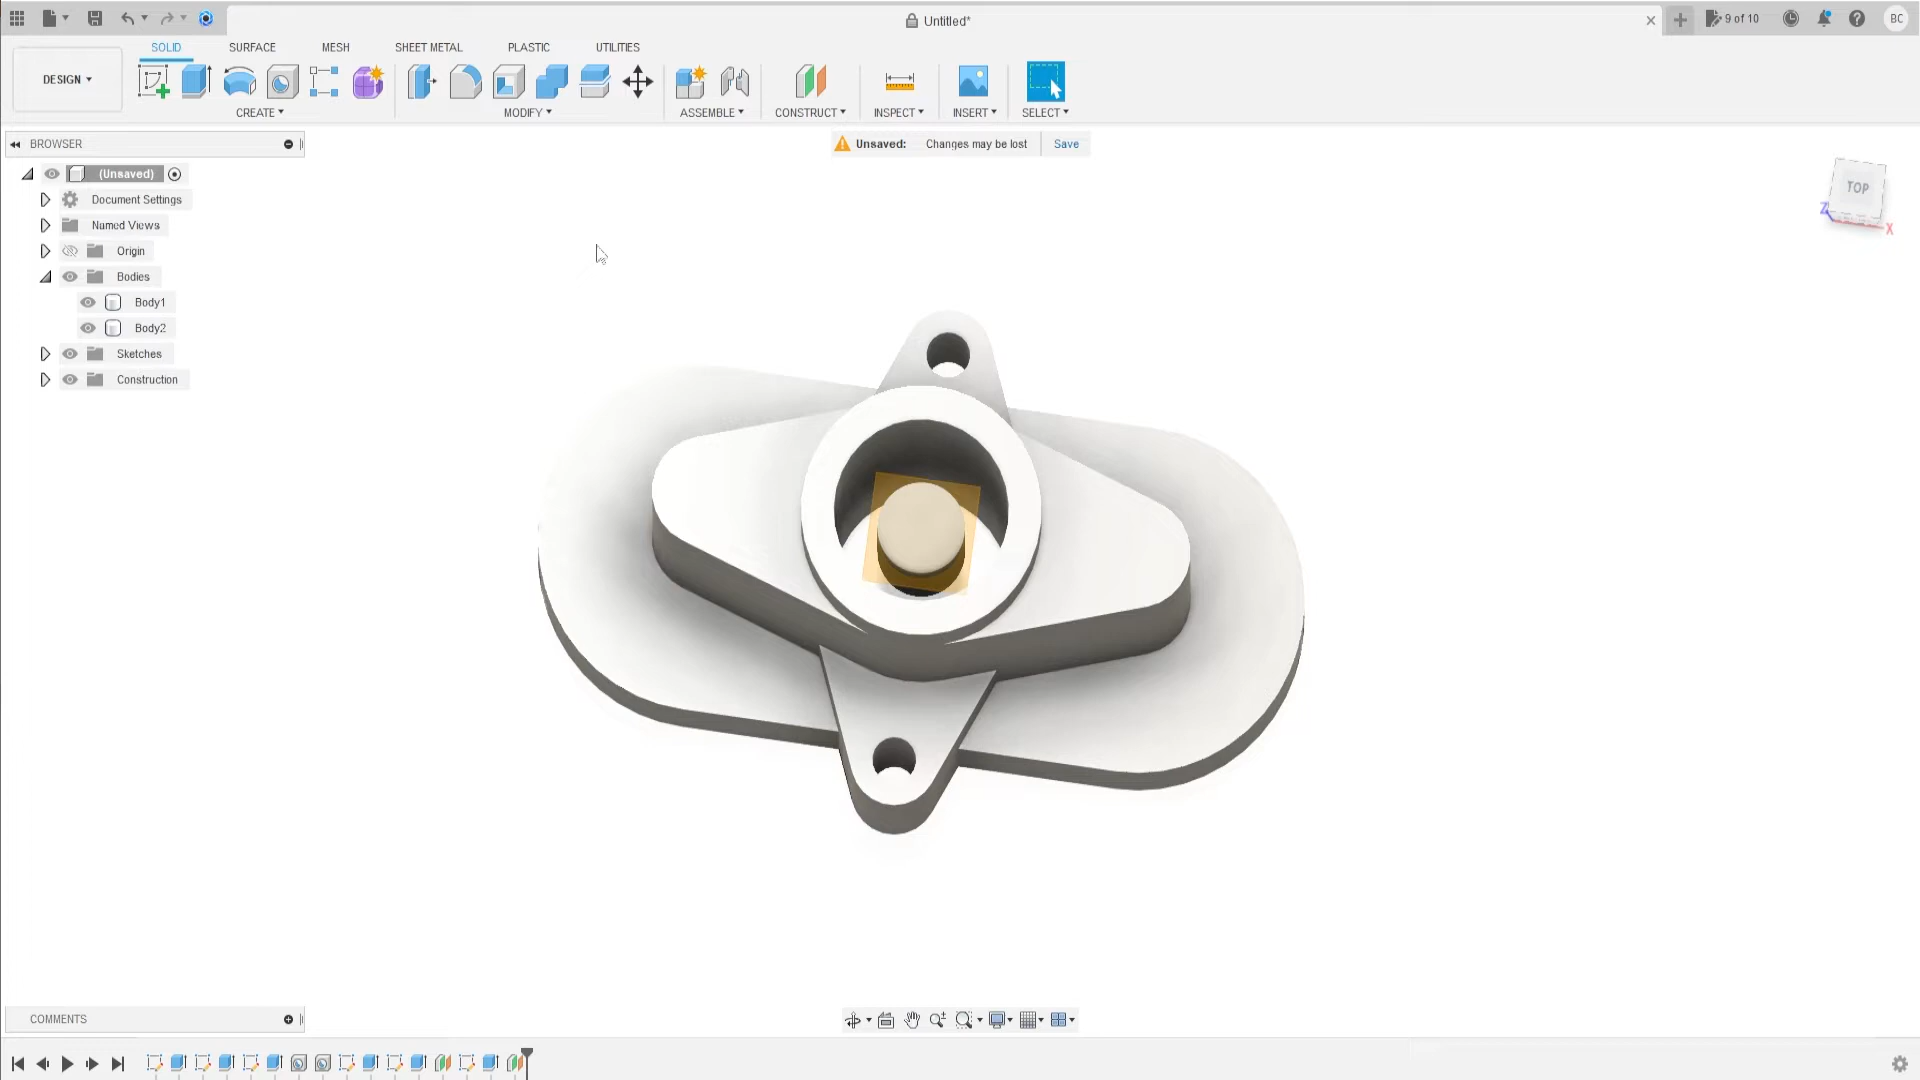 Untitled*
9 of 10
BC
DESIGN
SOLID
SURFACE
MESH
SHEET METAL
PLASTIC
UTILITIES
CREATE
MODIFY
ASSEMBLE
CONSTRUCT
INSPECT
INSERT
SELECT
BROWSER
Unsaved: Changes may be lost Save
(Unsaved)
Document Settings
Named Views
Origin
Bodies
Body1
Body2
Sketches
Construction
TOP
Z
X
COMMENTS